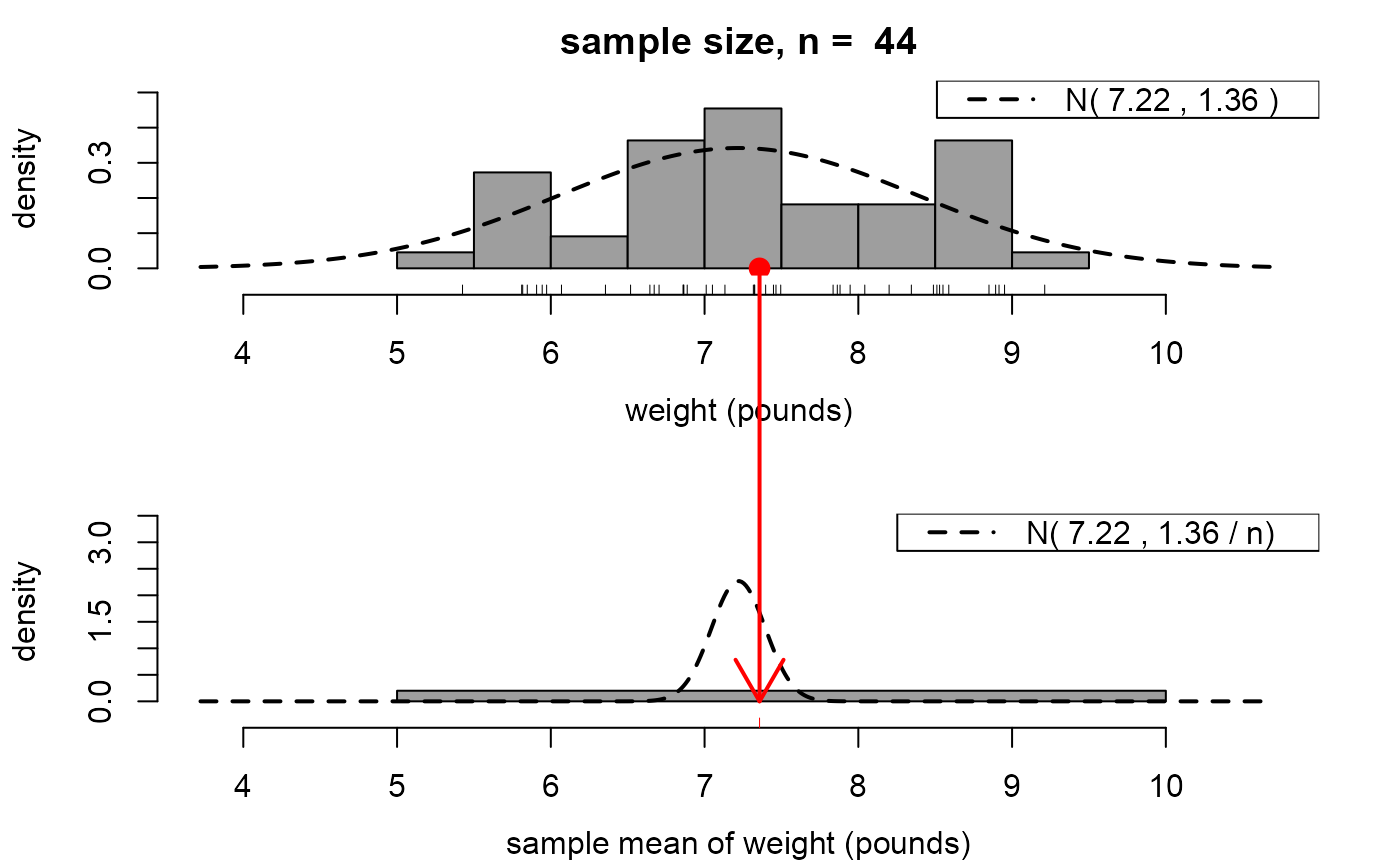 sample size, n = 44
N( 7.22 , 1.36 )
density
0.0
0.3
4 5 6 7 8 9 10
weight (pounds)
N( 7.22 , 1.36 / n)
density
0.0
1.5
3.0
4 5 6 7 8 9 10
sample mean of weight (pounds)